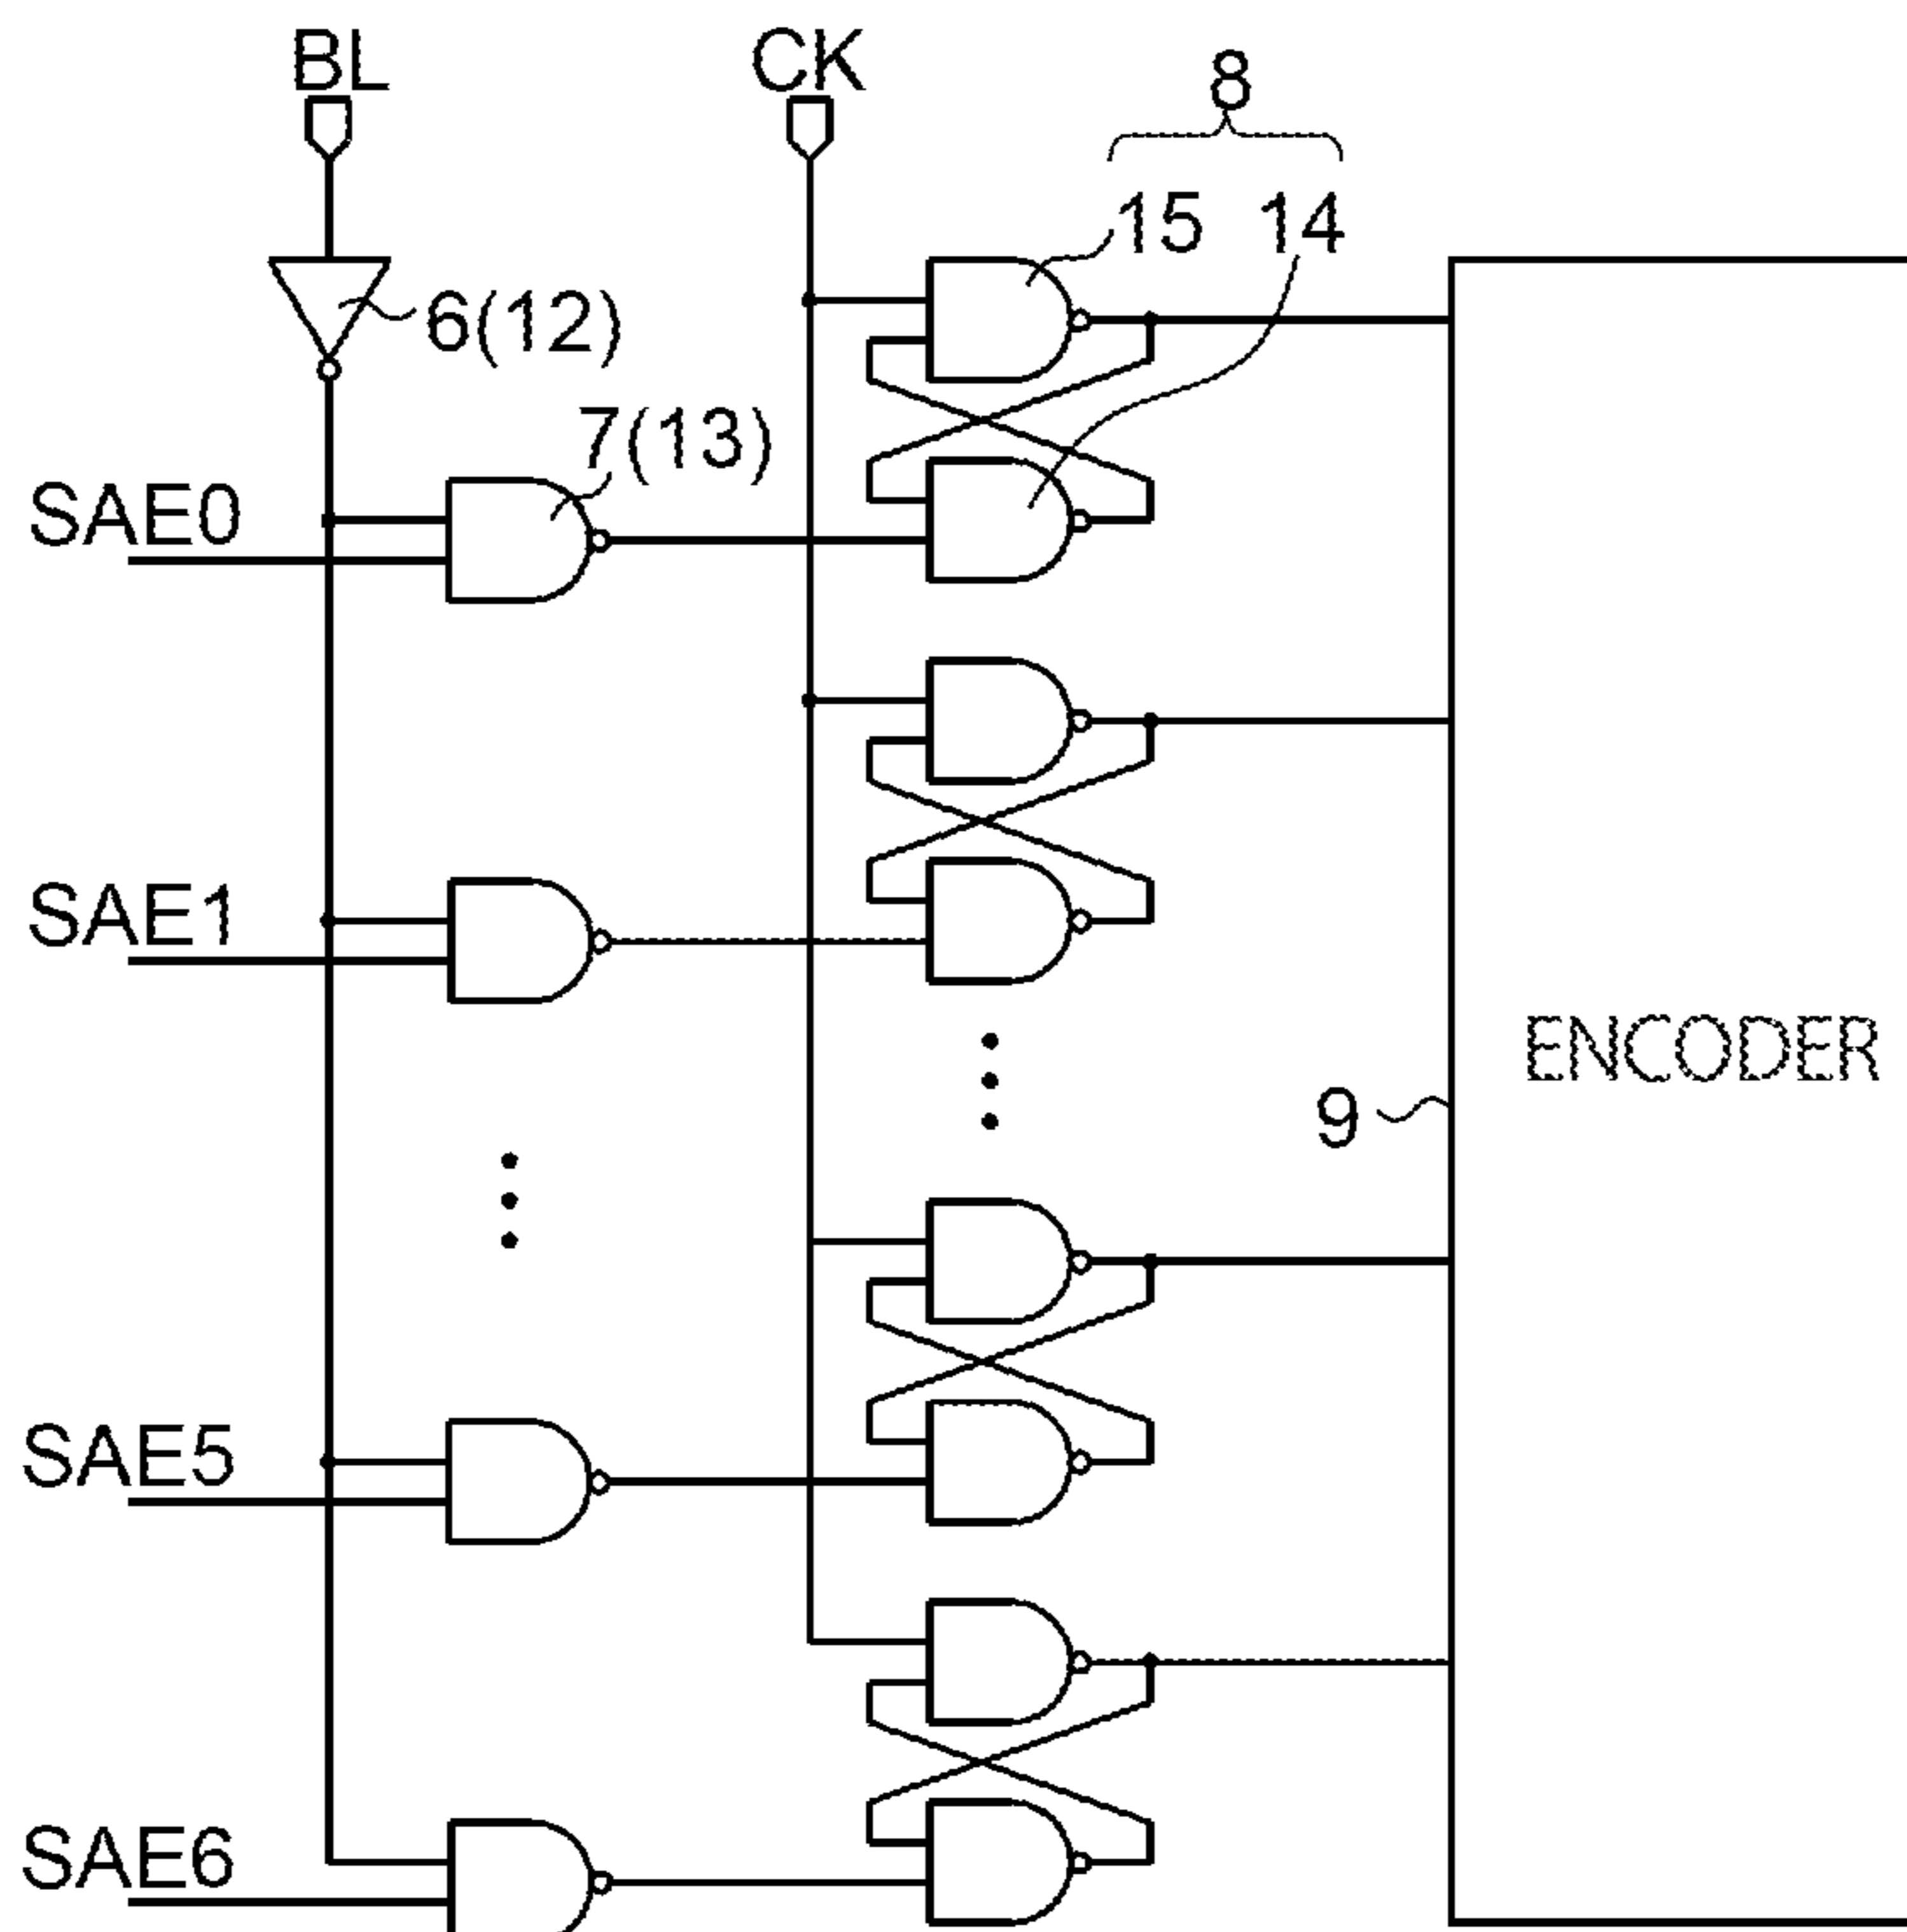 BL
CK
8
15 14
6(12)
7(13)
SAE0
SAE1
ENCODER
9
SAE5
SAE6